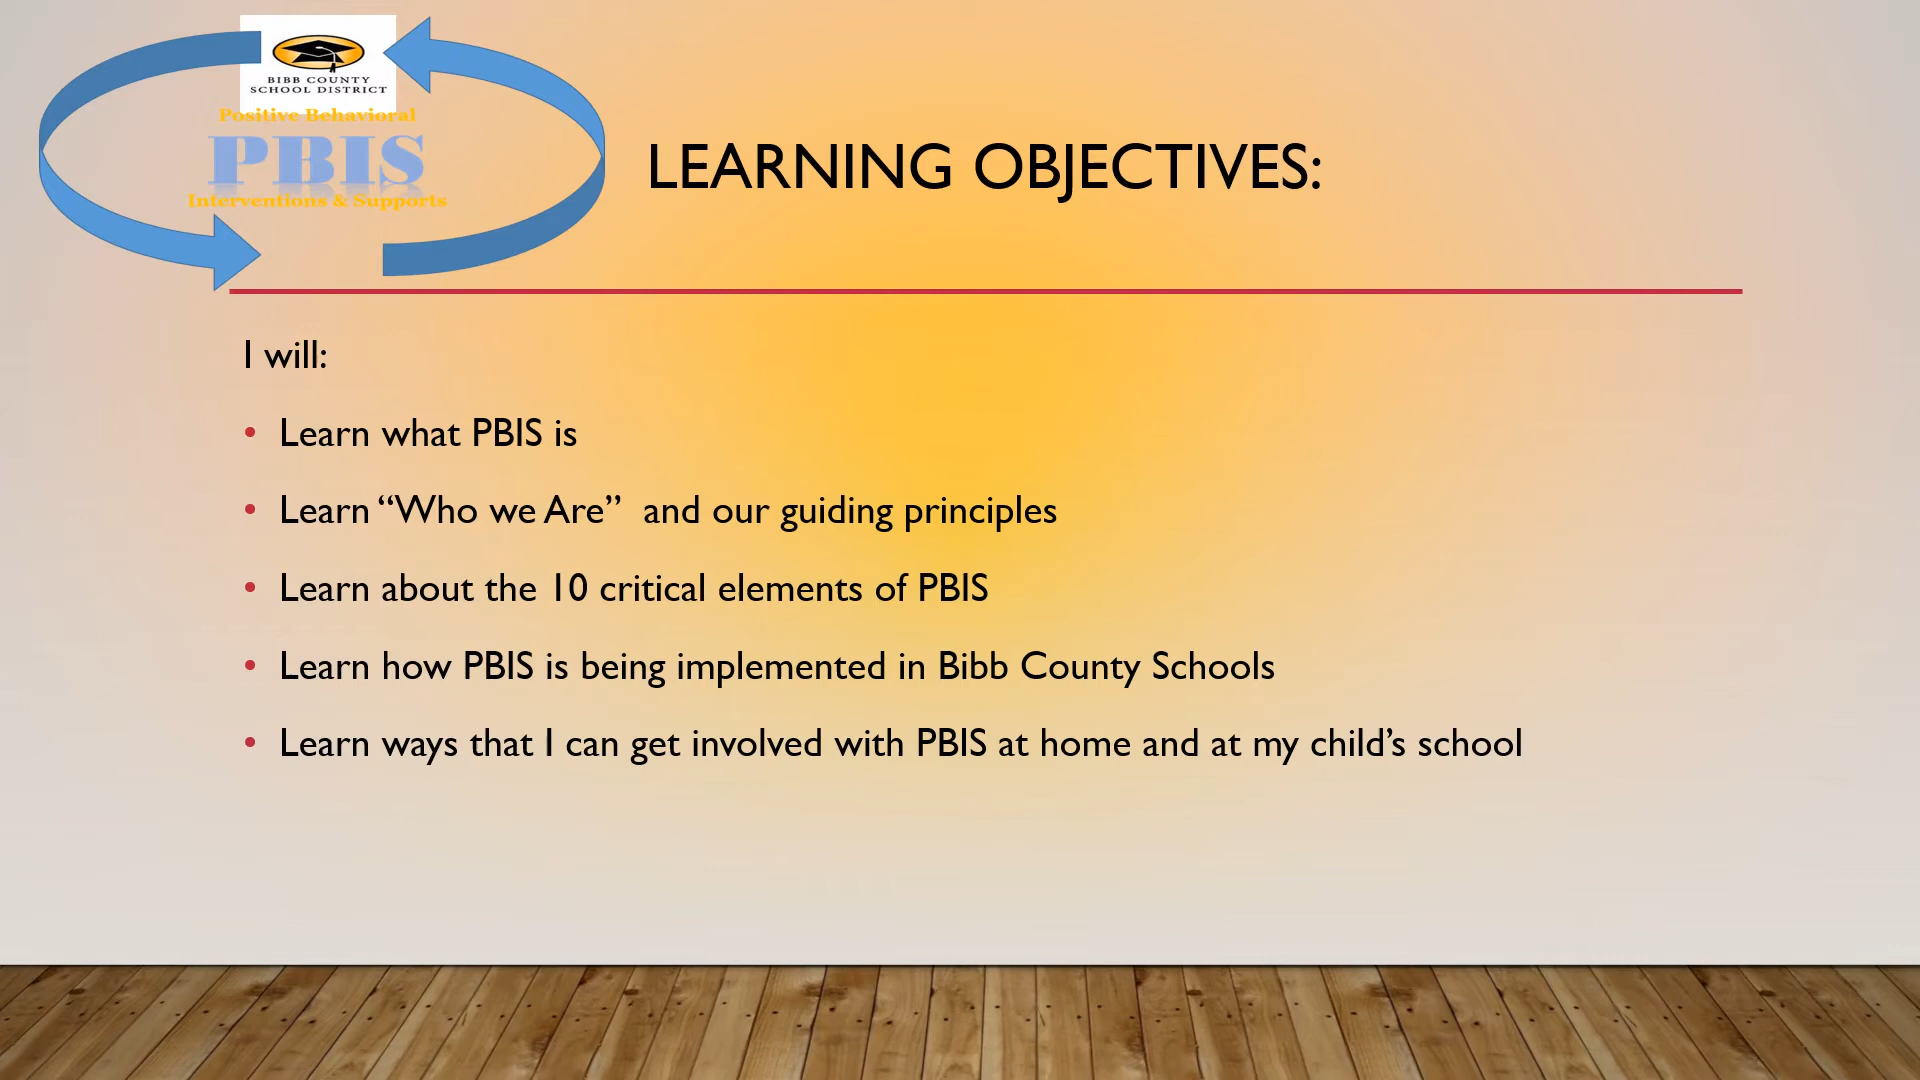 BIBB COUNTY
SCHOOL DISTRICT
Positive Behavioral
PBIS
Interventions & Supports
LEARNING OBJECTIVES:
I will:
• Learn what PBIS is
• Learn “Who we Are”  and our guiding principles
• Learn about the 10 critical elements of PBIS
• Learn how PBIS is being implemented in Bibb County Schools
• Learn ways that I can get involved with PBIS at home and at my child’s school